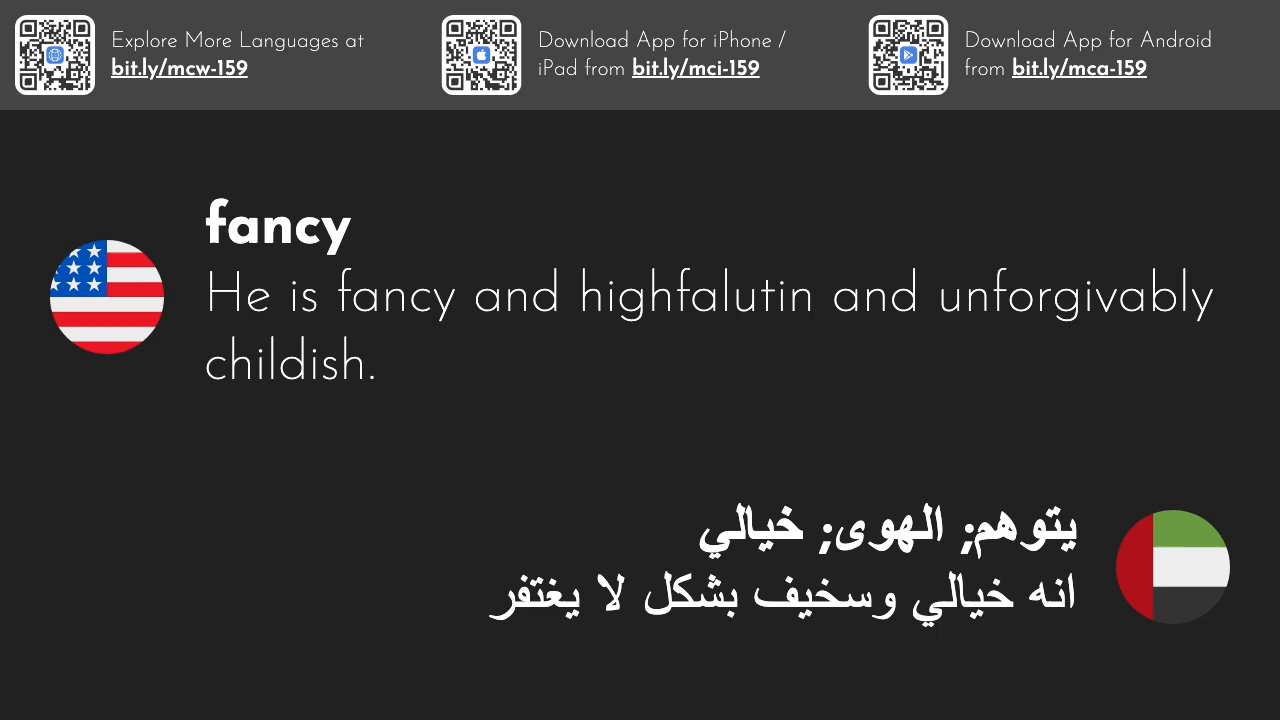 Explore More Languages at
bit.ly/mcw-159
Download App for iPhone /
iPad from bit.ly/mci-159
Download App for Android
from bit.ly/mca-159
fancy
He is fancy and highfalutin and unforgivably
childish.
يتوهم; الهوى; خيالي
انه خيالي وسخيف بشكل لا يغتفر